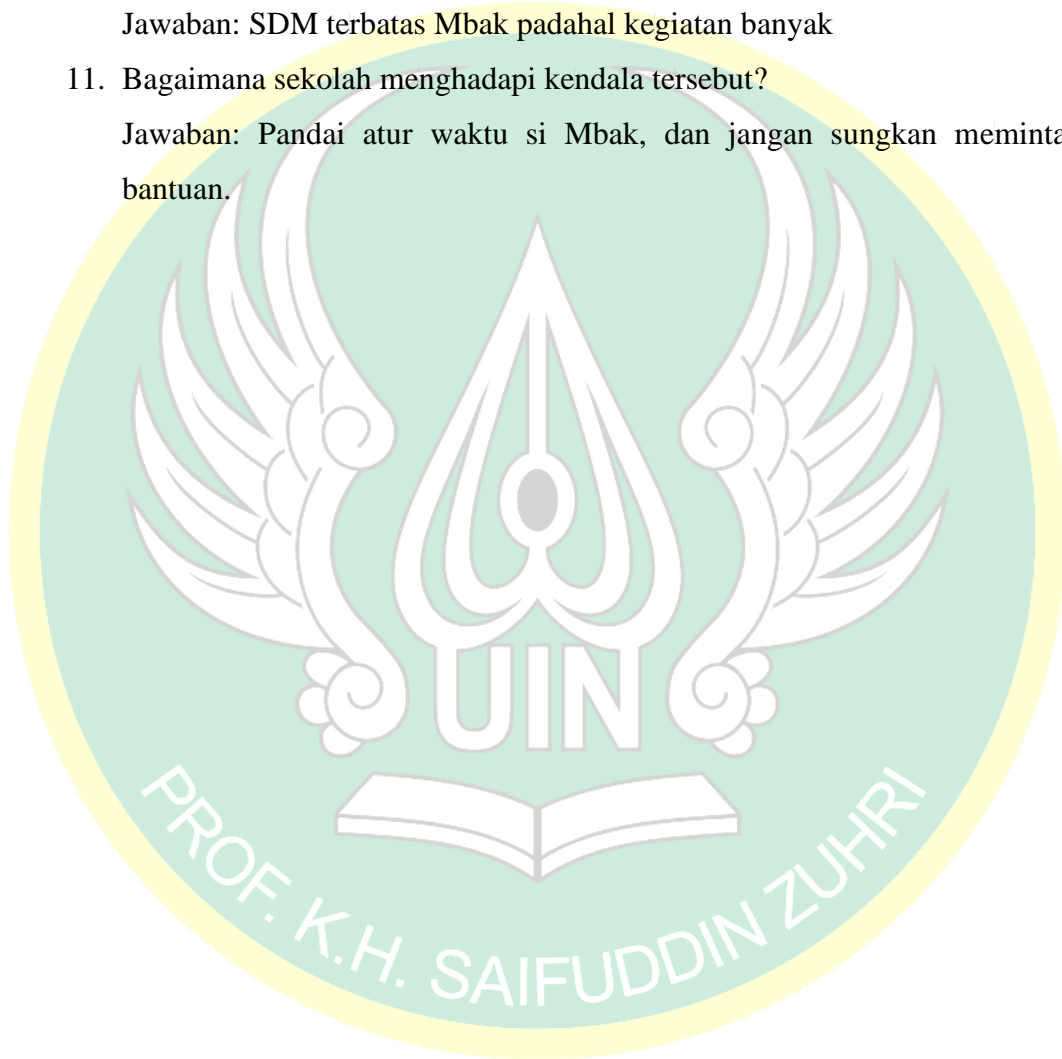 Jawaban: SDM terbatas Mbak padahal kegiatan banyak
11. Bagaimana sekolah menghadapi kendala tersebut?
Jawaban: Pandai atur waktu si Mbak, dan jangan sungkan meminta
bantuan.
UIN
PROF. K.H. SAIFUDDIN ZUHRI